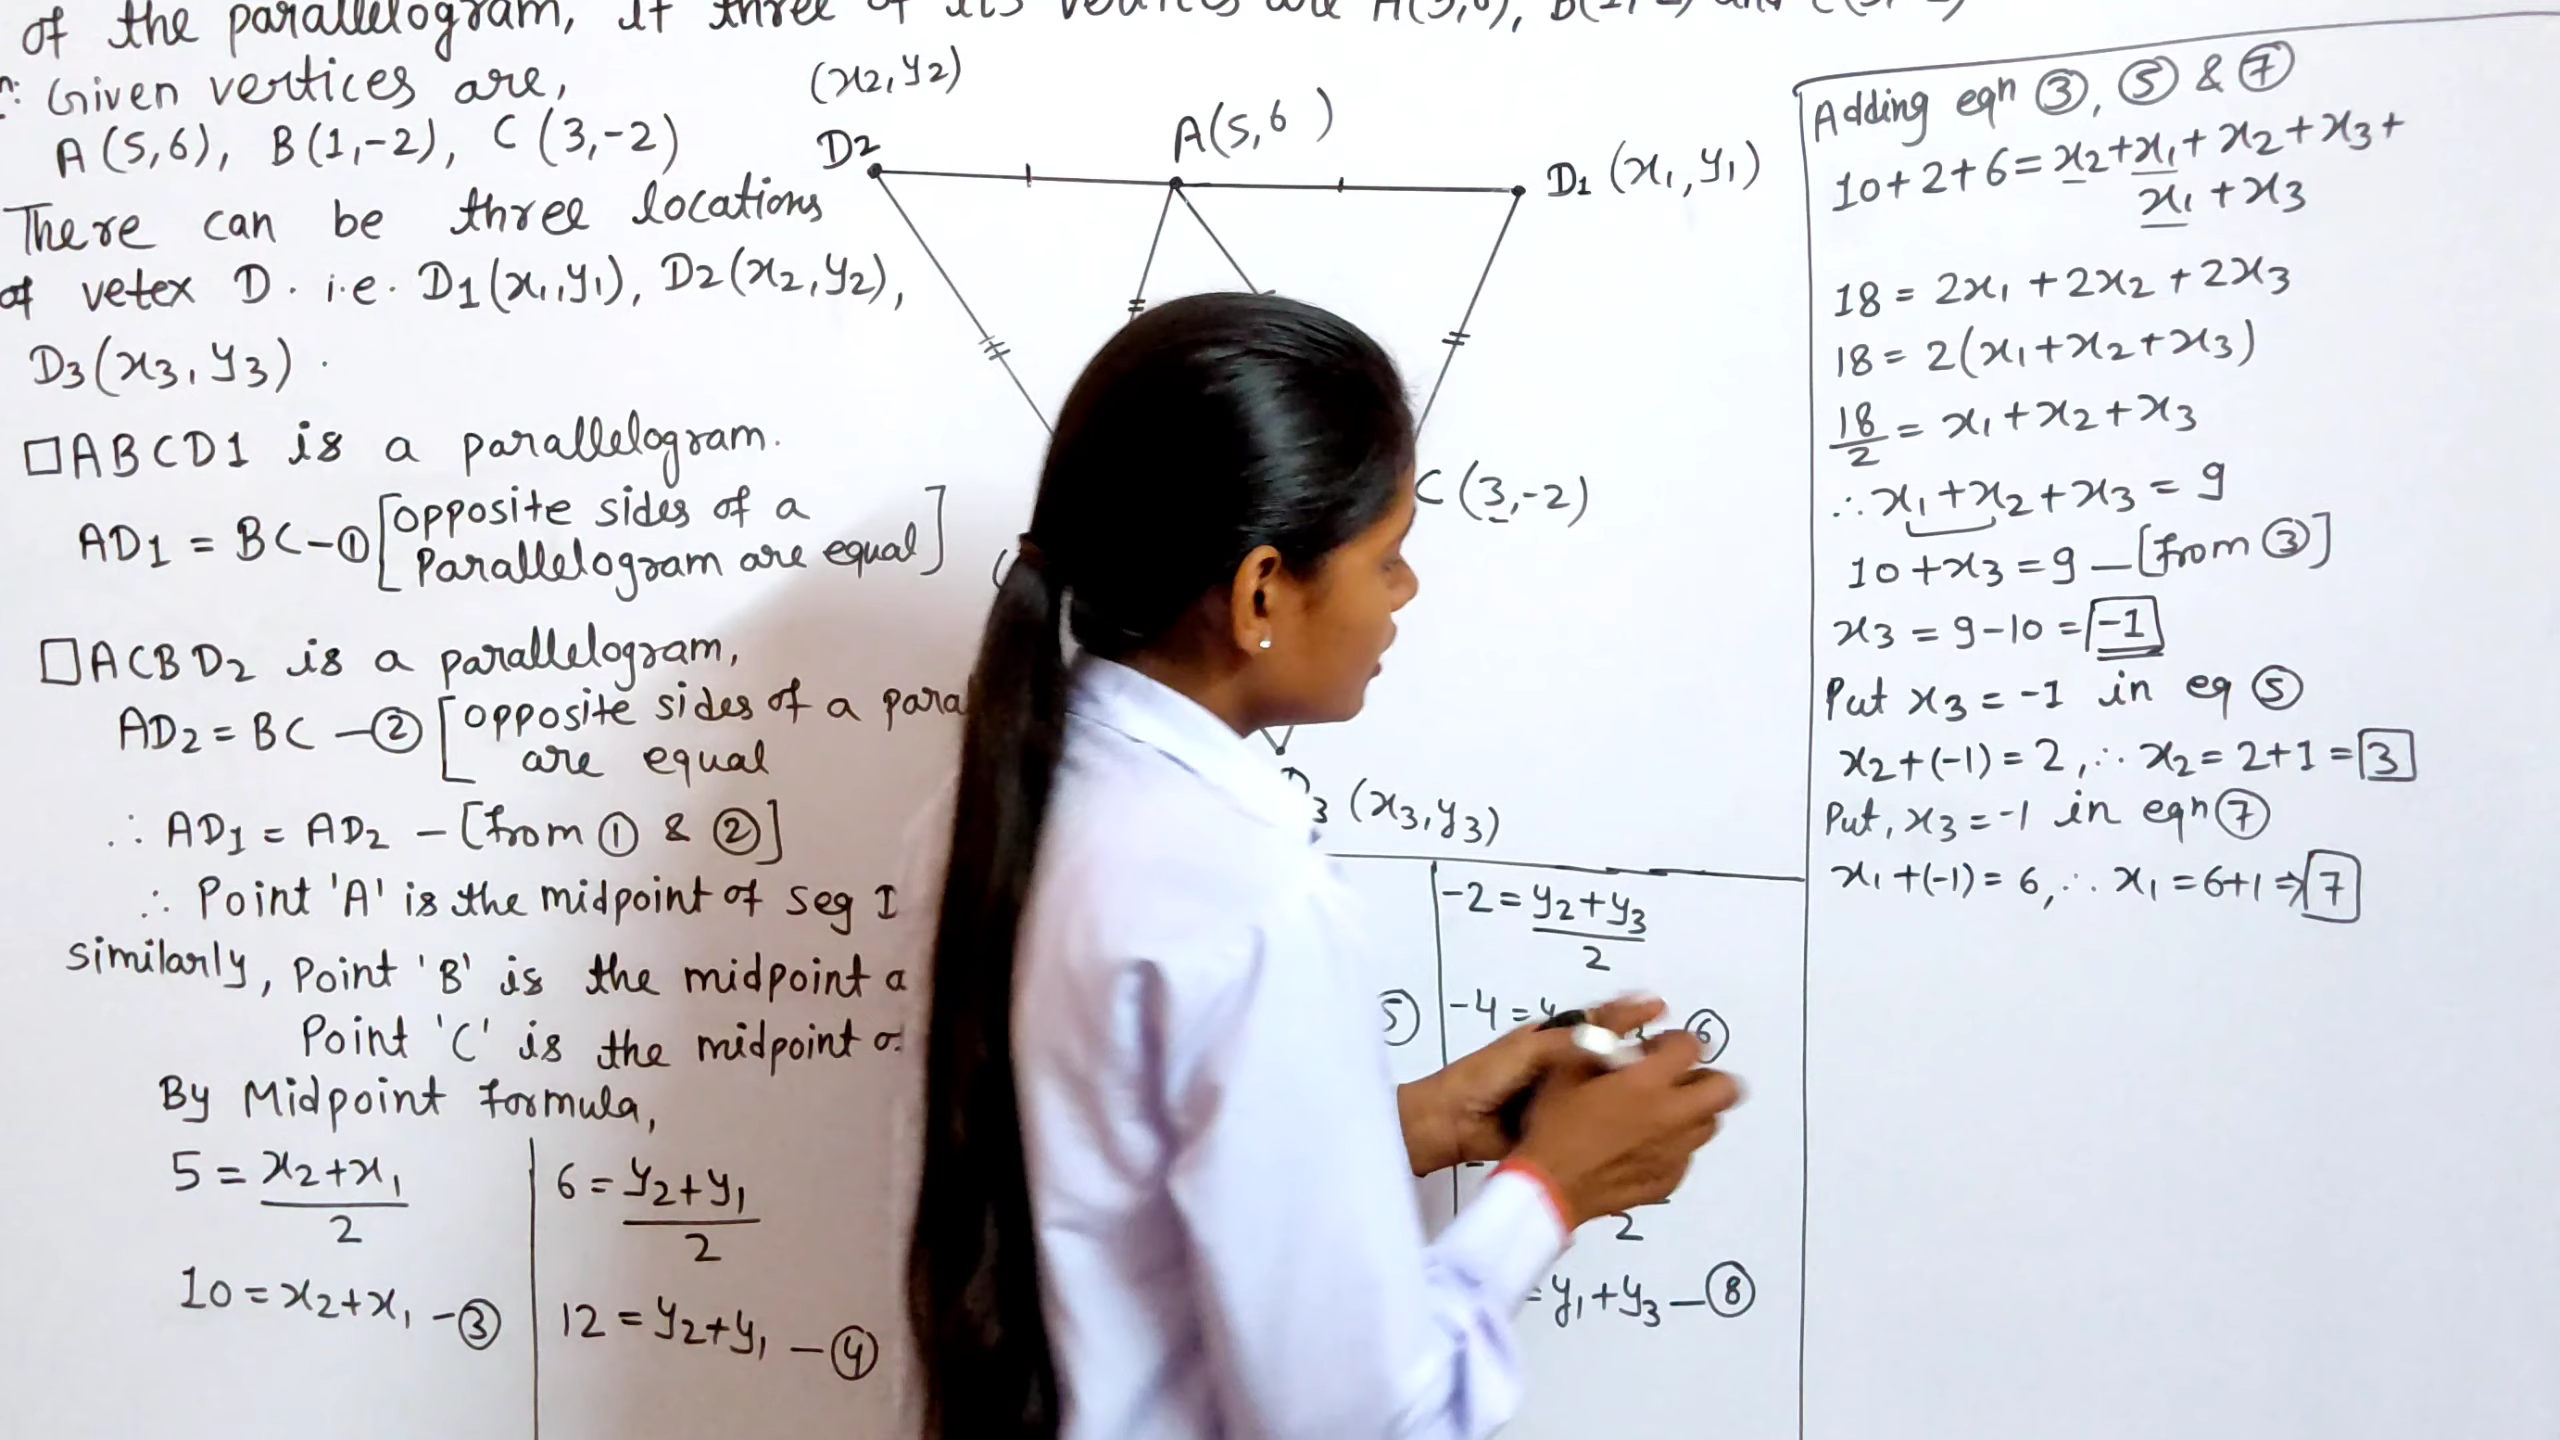 of the parallelogram, if three of its vertices are A(5,6), B(1,-2) and C(3,-2)
Given vertices are,
A (5,6), B(1,-2), C (3,-2)
There can be three locations
of vetex D. i.e. D1(x1,y1), D2(x2,y2),
D3(x3,y3).
□ABCD1 is a parallelogram.
AD1 = BC-① [opposite sides of a
Parallelogram are equal]
□ACBD2 is a parallelogram,
AD2 = BC -② [opposite sides of a para
are equal
∴ AD1 = AD2 - [from ① & ②]
∴ Point 'A' is the midpoint of seg
similarly, Point 'B' is the midpoint
Point 'C' is the midpoint
By Midpoint formula,
5 = x2+x1 / 2
10 = x2+x1 -③
6 = y2+y1 / 2
12 = y2+y1 -④
(x2,y2)
D2
A(5,6 )
D1 (x1,y1)
C (3,-2)
3 (x3,y3)
⑤
-2 = y2+y3 / 2
-4 = ⑥
2
= y1+y3 -⑧
Adding eqn ③, ⑤ & ⑦
10+2+6 = x2+x1+x2+x3+
x1+x3
18 = 2x1+2x2+2x3
18 = 2(x1+x2+x3)
18/2 = x1+x2+x3
∴ x1+x2+x3 = 9
10+x3 = 9 - [from ③]
x3 = 9-10 = -1
Put x3 = -1 in eq ⑤
x2+(-1) = 2, ∴ x2 = 2+1 = 3
Put, x3 = -1 in eqn ⑦
x1+(-1) = 6, ∴ x1 = 6+1 ⇒ 7